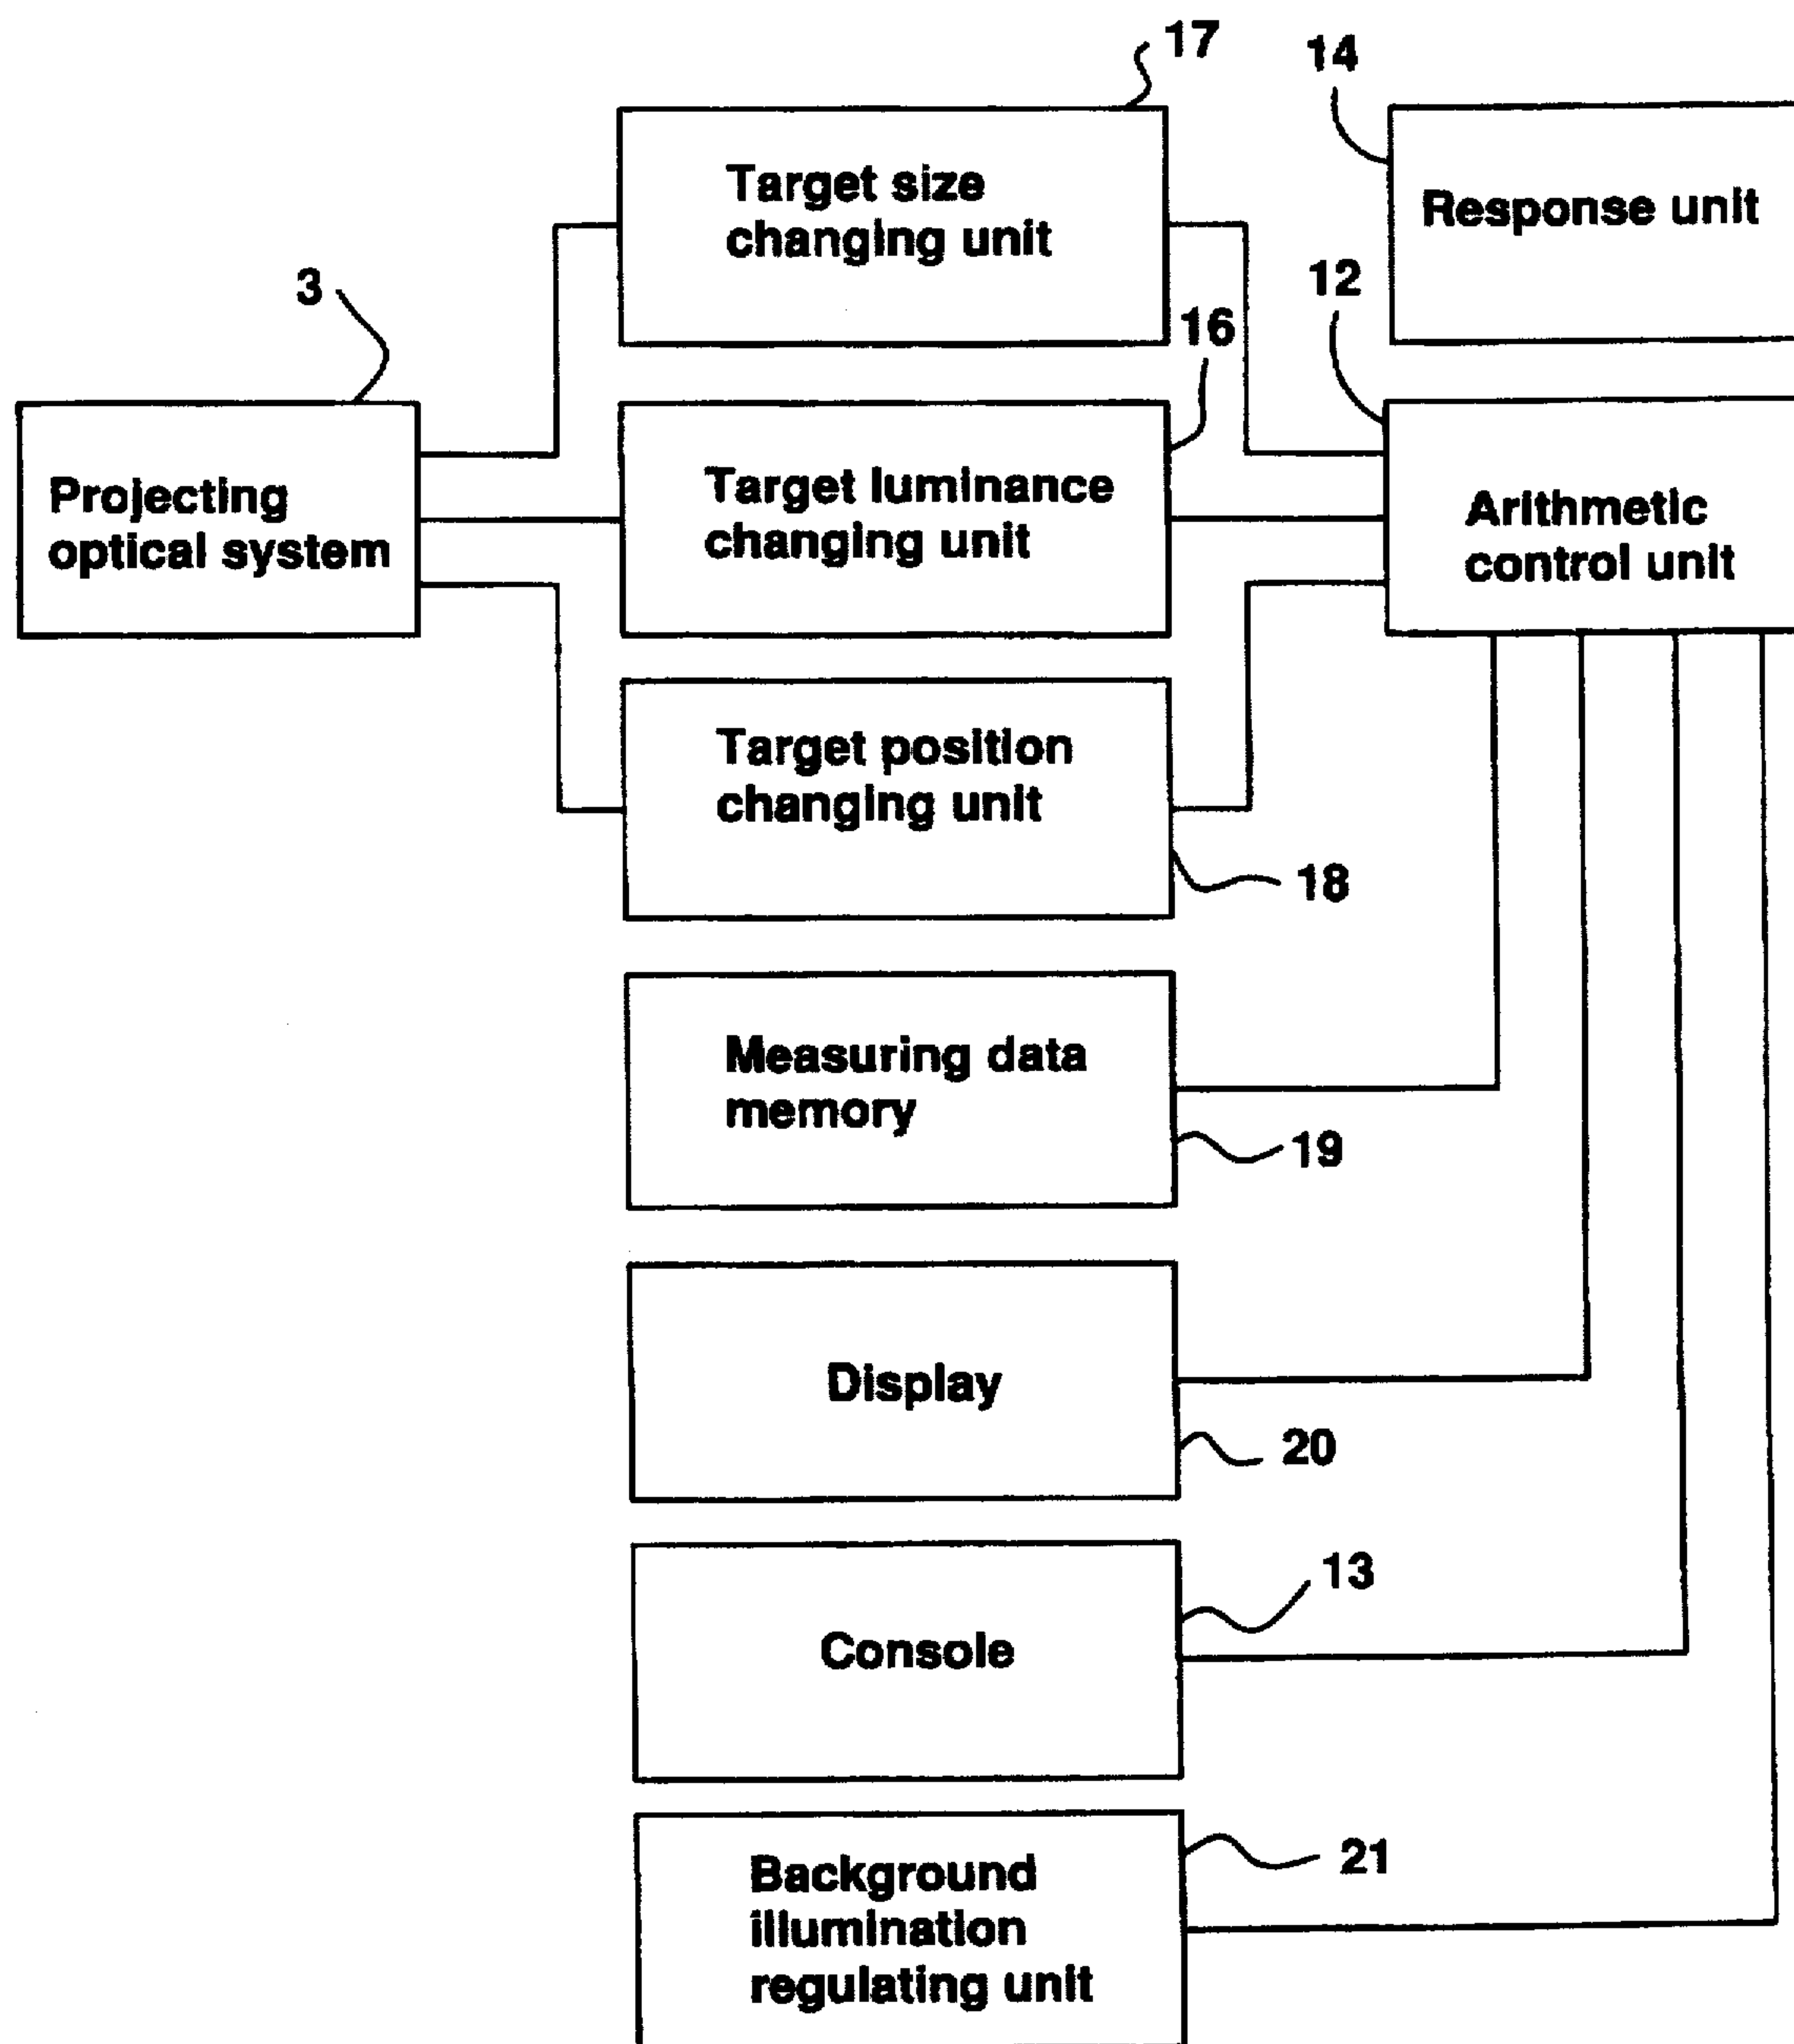 17
14
Target size
changing unit
Response unit
3
12
16
Projecting
optical system
Target luminance
changing unit
Arithmetic
control unit
Target position
changing unit
18
Measuring data
memory
19
Display
20
13
Console
21
Background
illumination
regulating unit